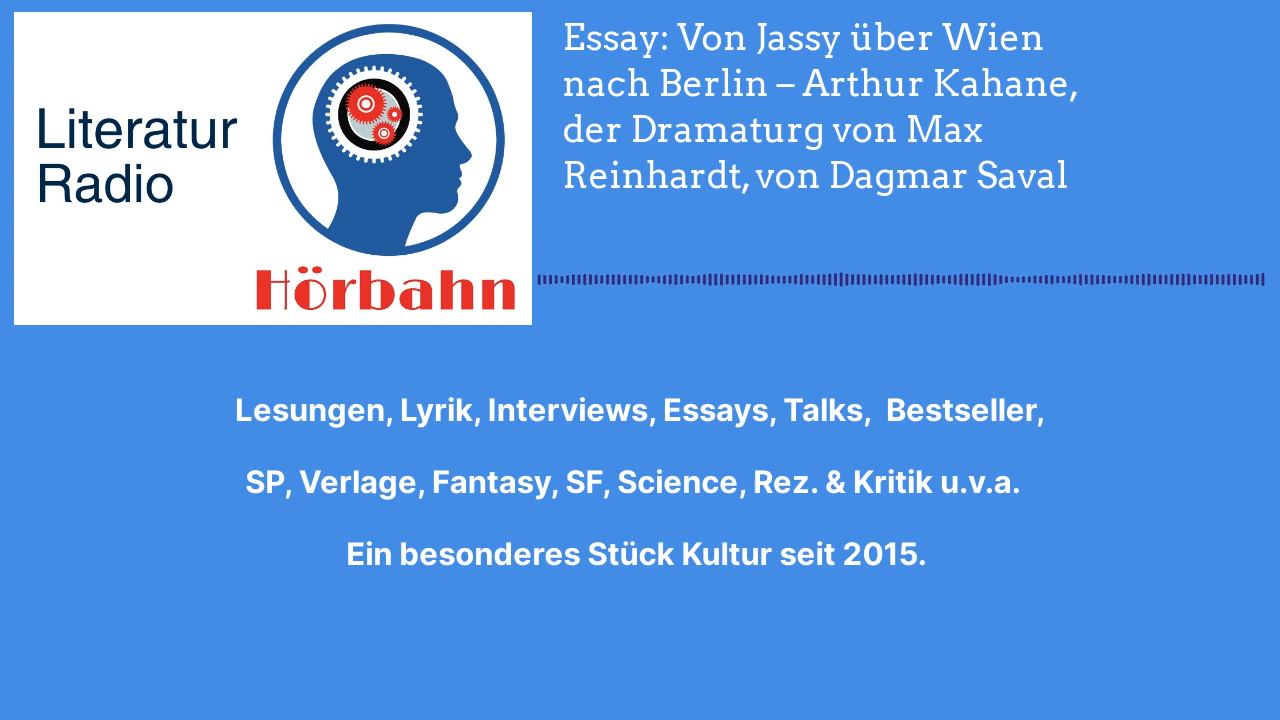 Literatur
Radio
Hörbahn
Essay: Von Jassy über Wien
nach Berlin – Arthur Kahane,
der Dramaturg von Max
Reinhardt, von Dagmar Saval
Lesungen, Lyrik, Interviews, Essays, Talks,  Bestseller,
SP, Verlage, Fantasy, SF, Science, Rez. & Kritik u.v.a.
Ein besonderes Stück Kultur seit 2015.